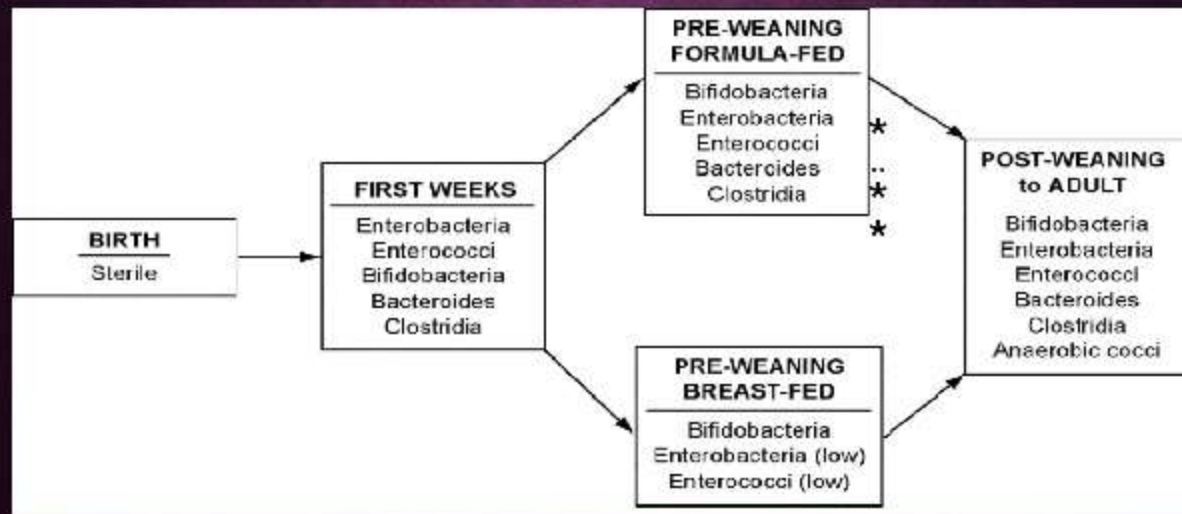 BIRTH
Sterile
FIRST WEEKS
Enterobacteria
Enterococci
Bifidobacteria
Bacteroides
Clostridia
PRE-WEANING
FORMULA-FED
Bifidobacteria
Enterobacteria
Enterococci
Bacteroides
Clostridia
*
..
*
*
PRE-WEANING
BREAST-FED
Bifidobacteria
Enterobacteria (low)
Enterococci (low)
POST-WEANING
to ADULT
Bifidobacteria
Enterobacteria
Enterococci
Bacteroides
Clostridia
Anaerobic cocci